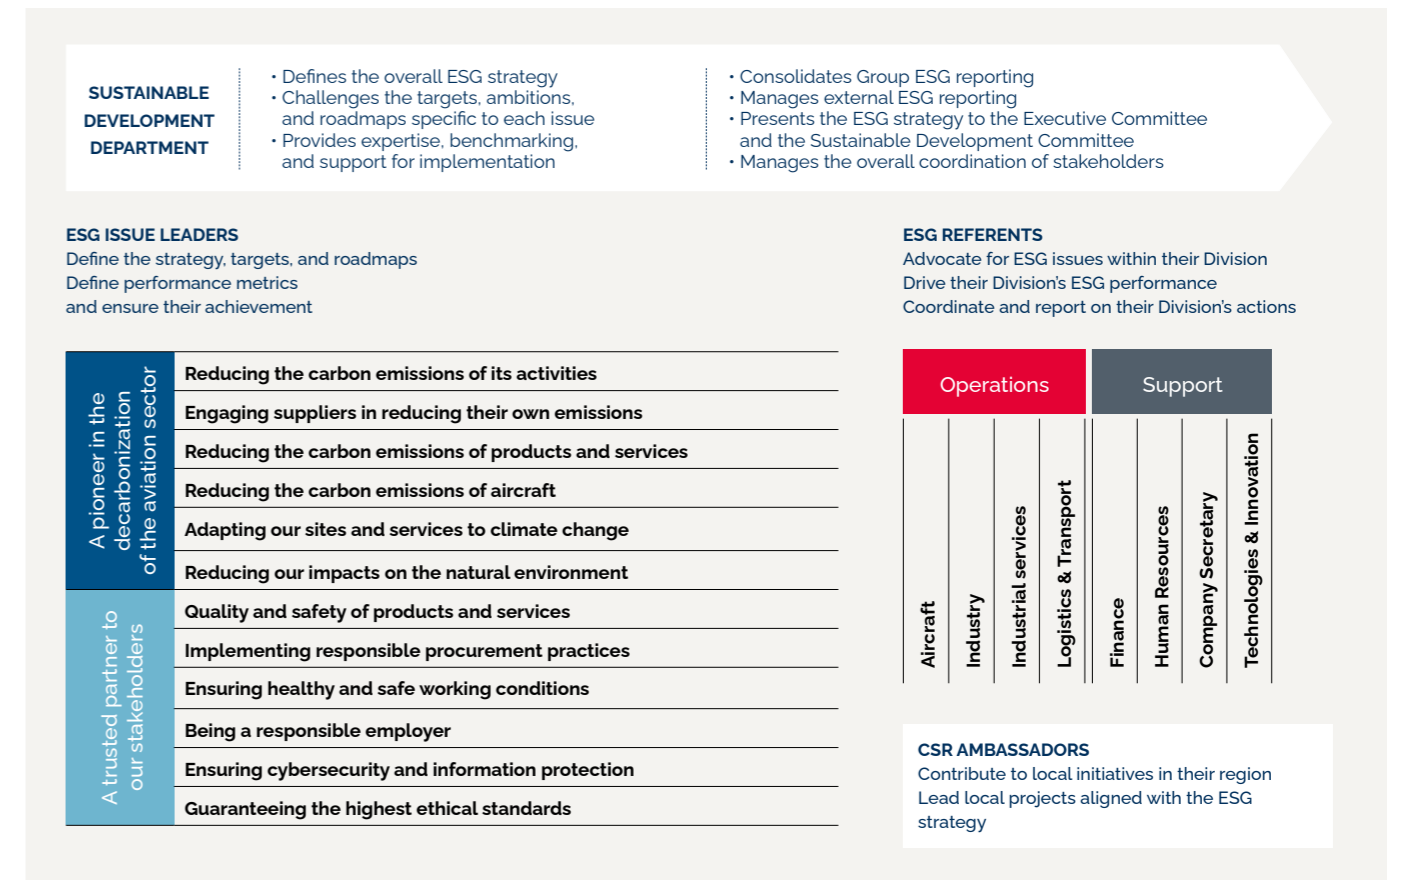 SUSTAINABLE
DEVELOPMENT
DEPARTMENT
• Defines the overall ESG strategy
• Challenges the targets, ambitions,
and roadmaps specific to each issue
• Provides expertise, benchmarking,
and support for implementation
• Consolidates Group ESG reporting
• Manages external ESG reporting
• Presents the ESG strategy to the Executive Committee
and the Sustainable Development Committee
• Manages the overall coordination of stakeholders
ESG ISSUE LEADERS
Define the strategy, targets, and roadmaps
Define performance metrics
and ensure their achievement
A pioneer in the
decarbonization
of the aviation sector
Reducing the carbon emissions of its activities
Engaging suppliers in reducing their own emissions
Reducing the carbon emissions of products and services
Reducing the carbon emissions of aircraft
Adapting our sites and services to climate change
Reducing our impacts on the natural environment
A trusted partner to
our stakeholders
Quality and safety of products and services
Implementing responsible procurement practices
Ensuring healthy and safe working conditions
Being a responsible employer
Ensuring cybersecurity and information protection
Guaranteeing the highest ethical standards
ESG REFERENTS
Advocate for ESG issues within their Division
Drive their Division’s ESG performance
Coordinate and report on their Division’s actions
Operations
Support
Aircraft
Industry
Industrial services
Logistics & Transport
Finance
Human Resources
Company Secretary
Technologies & Innovation
CSR AMBASSADORS
Contribute to local initiatives in their region
Lead local projects aligned with the ESG
strategy